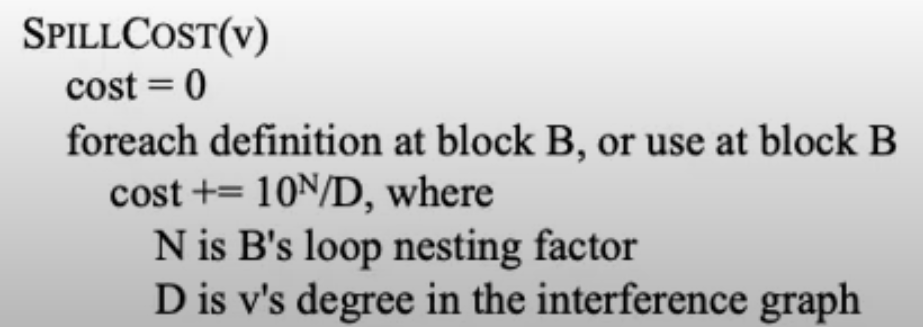 SPILLCOST(v)
cost = 0
foreach definition at block B, or use at block B
cost += 10ᴺ/D, where
N is B's loop nesting factor
D is v's degree in the interference graph